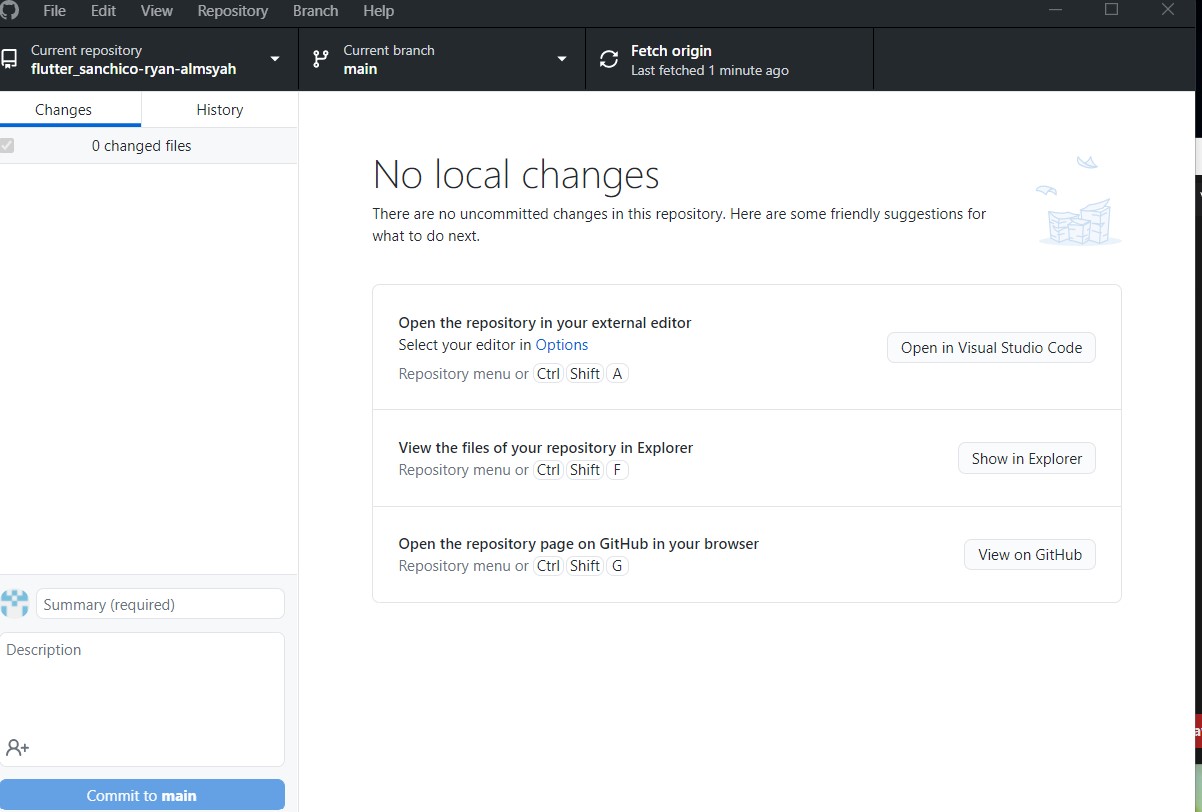 File Edit View Repository Branch Help
Current repository
flutter_sanchico-ryan-almsyah
Current branch
main
Fetch origin
Last fetched 1 minute ago
Changes History
0 changed files
No local changes
There are no uncommitted changes in this repository. Here are some friendly suggestions for
what to do next.
Open the repository in your external editor
Select your editor in Options
Repository menu or Ctrl Shift A
Open in Visual Studio Code
View the files of your repository in Explorer
Repository menu or Ctrl Shift F
Show in Explorer
Open the repository page on GitHub in your browser
Repository menu or Ctrl Shift G
View on GitHub
Summary (required)
Description
Commit to main